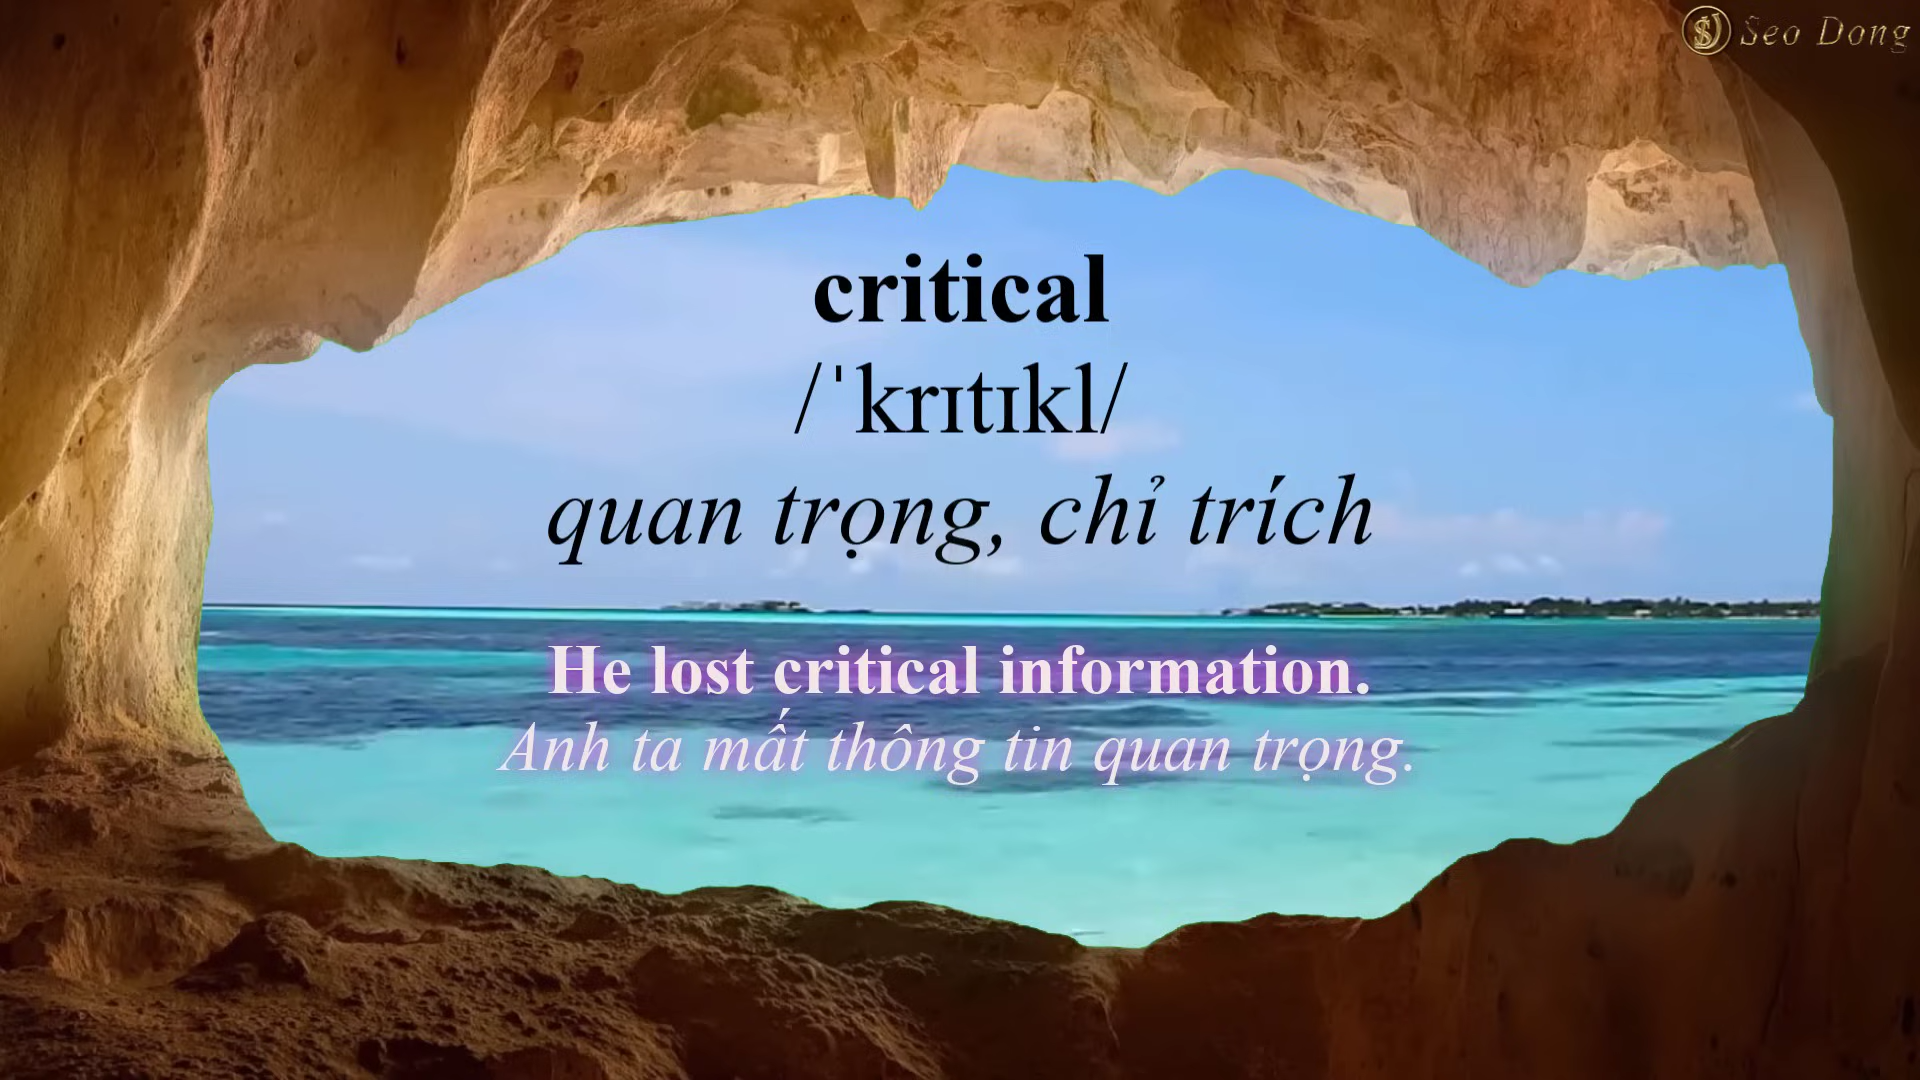 Seo Dong
critical
/ˈkrɪtɪkl/
quan trọng, chỉ trích
He lost critical information.
Anh ta mất thông tin quan trọng.